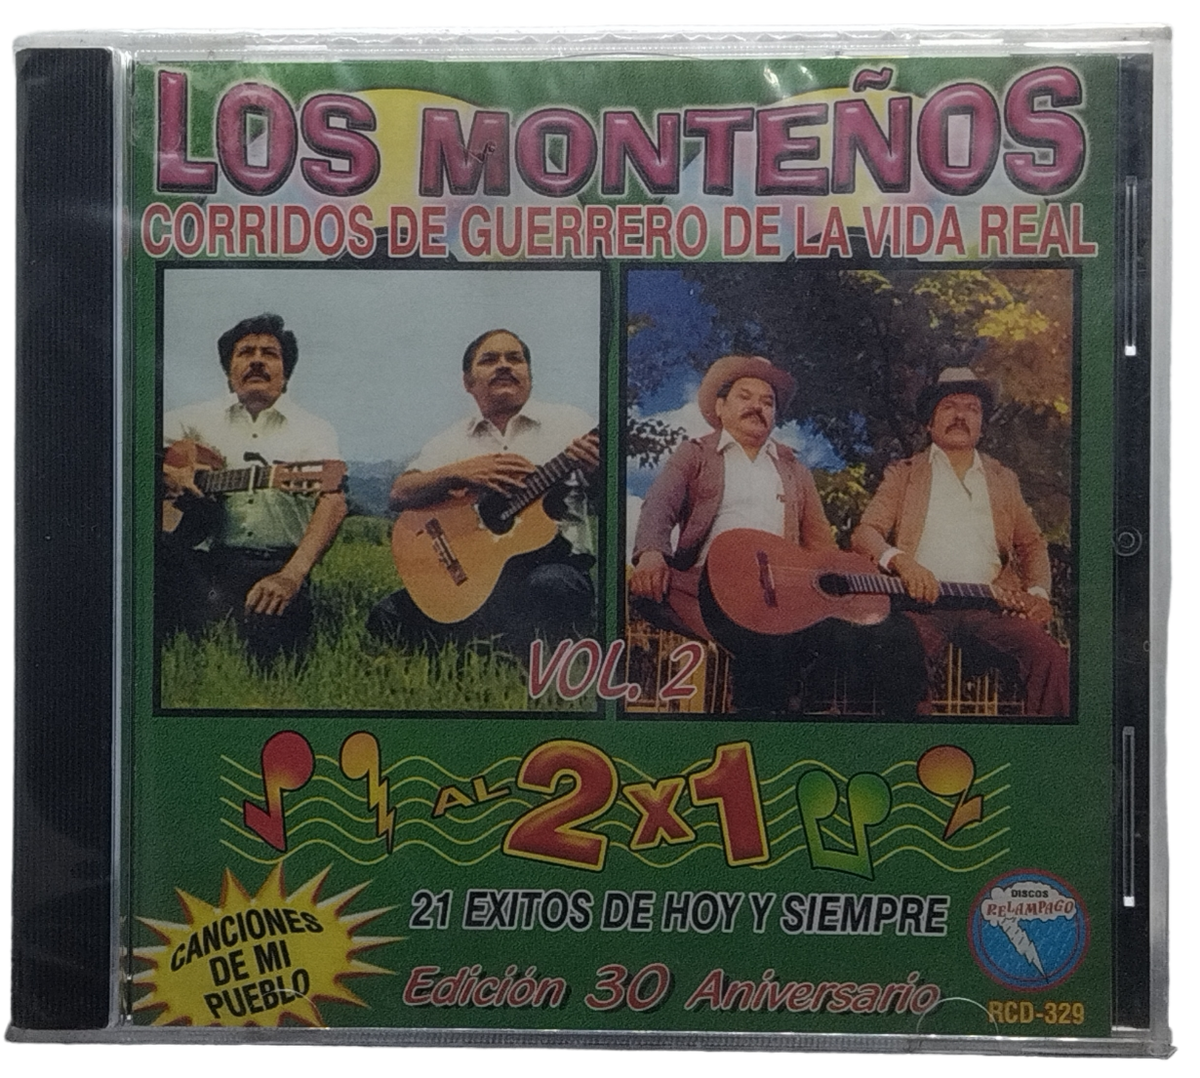 LOS MONTEÑOS
CORRIDOS DE GUERRERO DE LA VIDA REAL
VOL. 2
AL 2x1
21 EXITOS DE HOY Y SIEMPRE
CANCIONES
DE MI
PUEBLO
Edición 30 Aniversario
DISCOS
RELAMPAGO
RCD-329